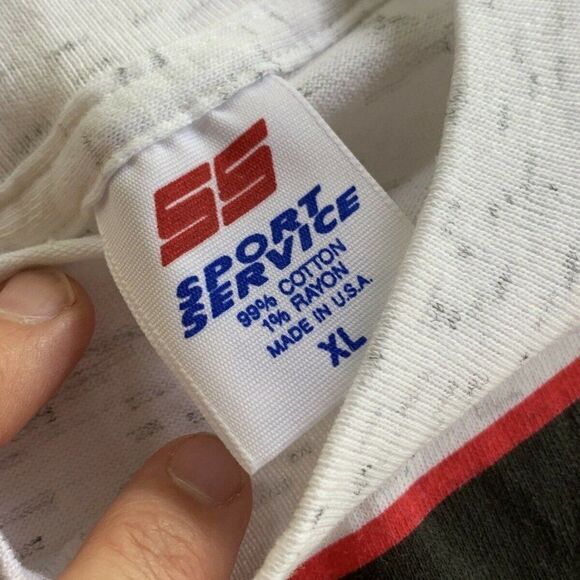 SS
SPORT
SERVICE
99% COTTON
1% RAYON
MADE IN U.S.A.
XL